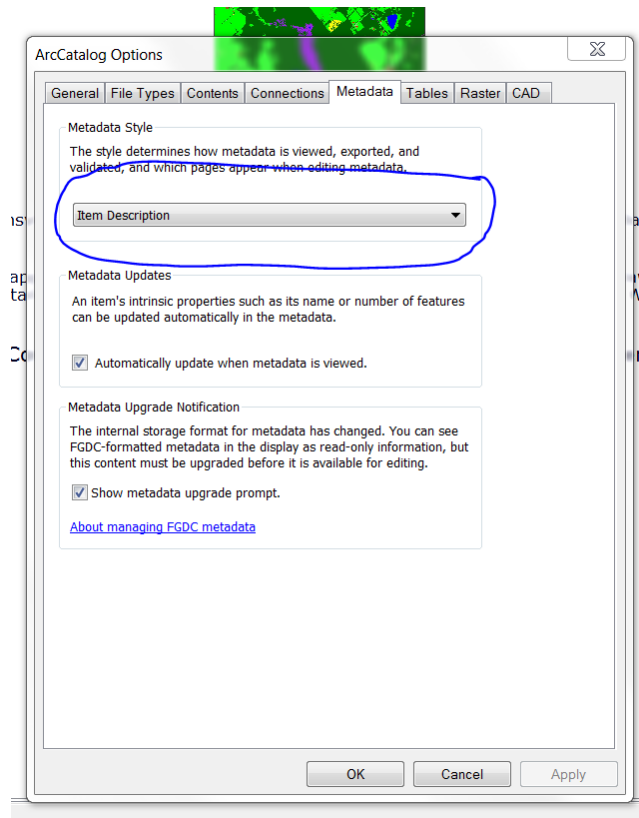 ArcCatalog Options
General File Types Contents Connections Metadata Tables Raster CAD
Metadata Style
The style determines how metadata is viewed, exported, and
validated, and which pages appear when editing metadata.
Item Description
Metadata Updates
An item's intrinsic properties such as its name or number of features
can be updated automatically in the metadata.
Automatically update when metadata is viewed.
Metadata Upgrade Notification
The internal storage format for metadata has changed. You can see
FGDC-formatted metadata in the display as read-only information, but
this content must be upgraded before it is available for editing.
Show metadata upgrade prompt.
About managing FGDC metadata
OK Cancel Apply